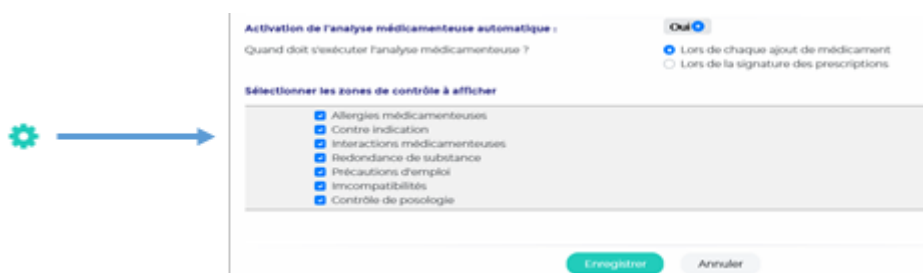 Activation de l'analyse médicamenteuse automatique :
Oui
Quand doit s'exécuter l'analyse médicamenteuse ?
Lors de chaque ajout de médicament
Lors de la signature des prescriptions
Sélectionner les zones de contrôle à afficher
Allergies médicamenteuses
Contre indication
Interactions médicamenteuses
Redondance de substance
Précautions d'emploi
Imcompatibilités
Contrôle de posologie
Enregistrer
Annuler